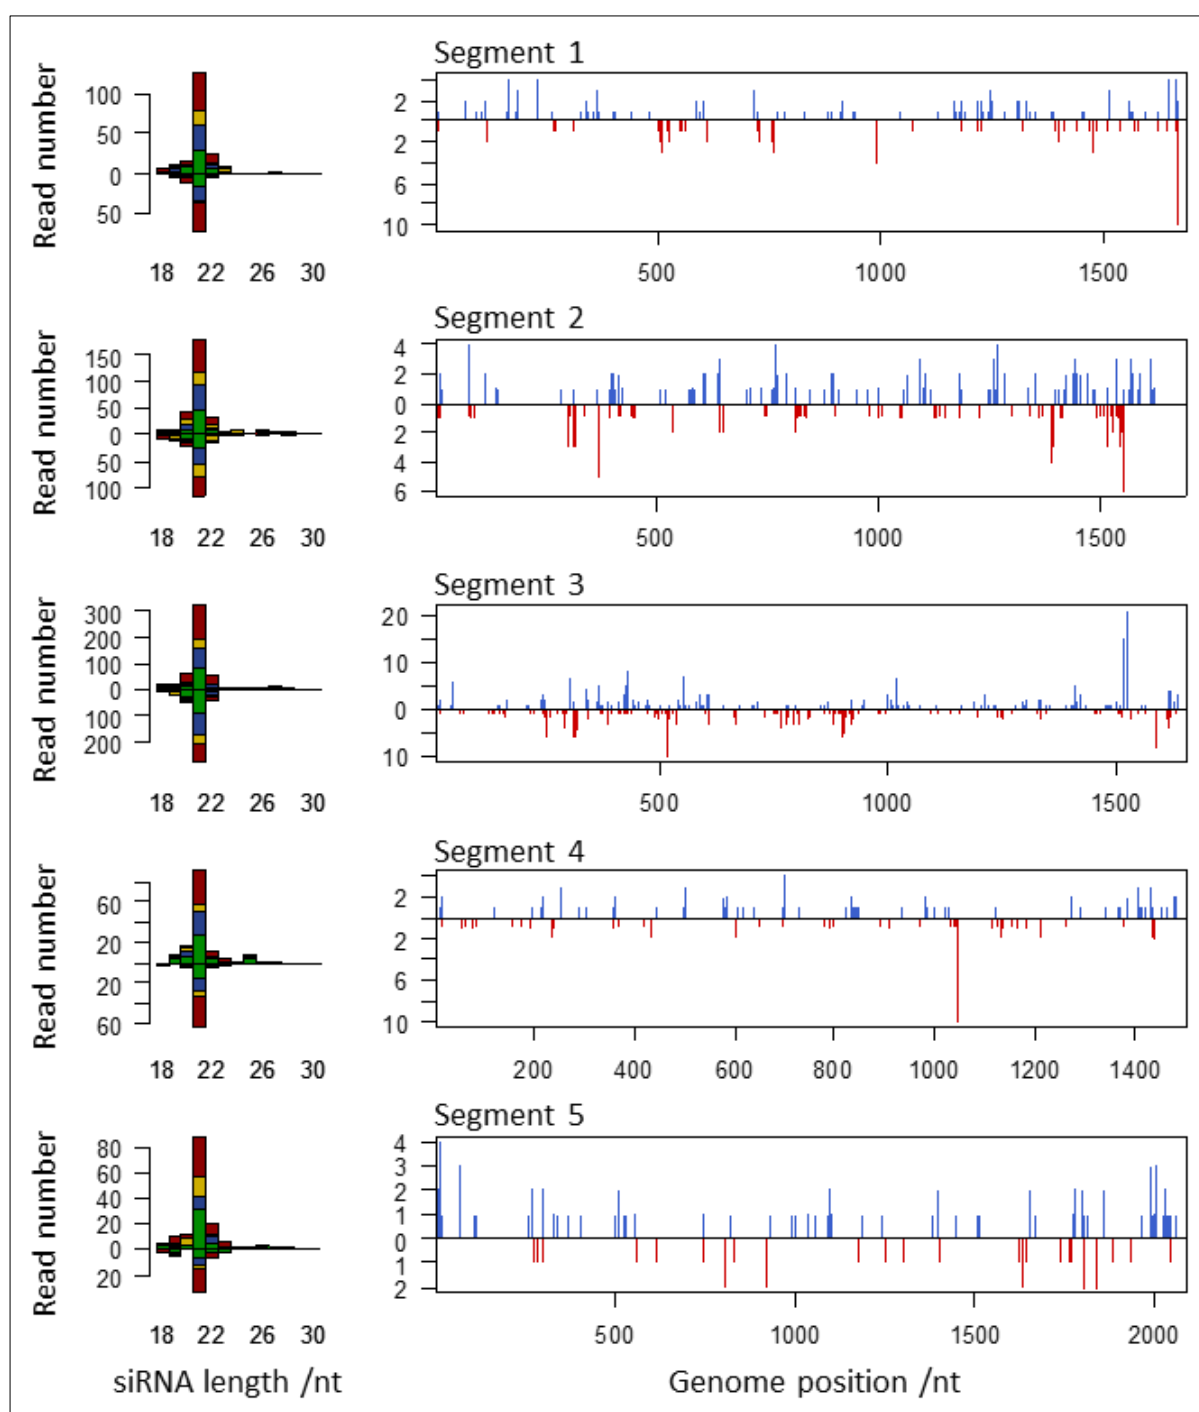 Segment 1
Read number
100
50
0
50
18 22 26 30
2
2
6
10
500 1000 1500
Segment 2
Read number
150
100
50
0
50
100
18 22 26 30
4
2
0
2
4
6
500 1000 1500
Segment 3
Read number
300
200
100
0
100
200
18 22 26 30
20
10
0
10
500 1000 1500
Segment 4
Read number
60
20
20
60
18 22 26 30
2
2
6
10
200 400 600 800 1000 1200 1400
Segment 5
Read number
80
60
40
20
0
20
18 22 26 30
4
3
2
1
0
1
2
500 1000 1500 2000
siRNA length /nt
Genome position /nt